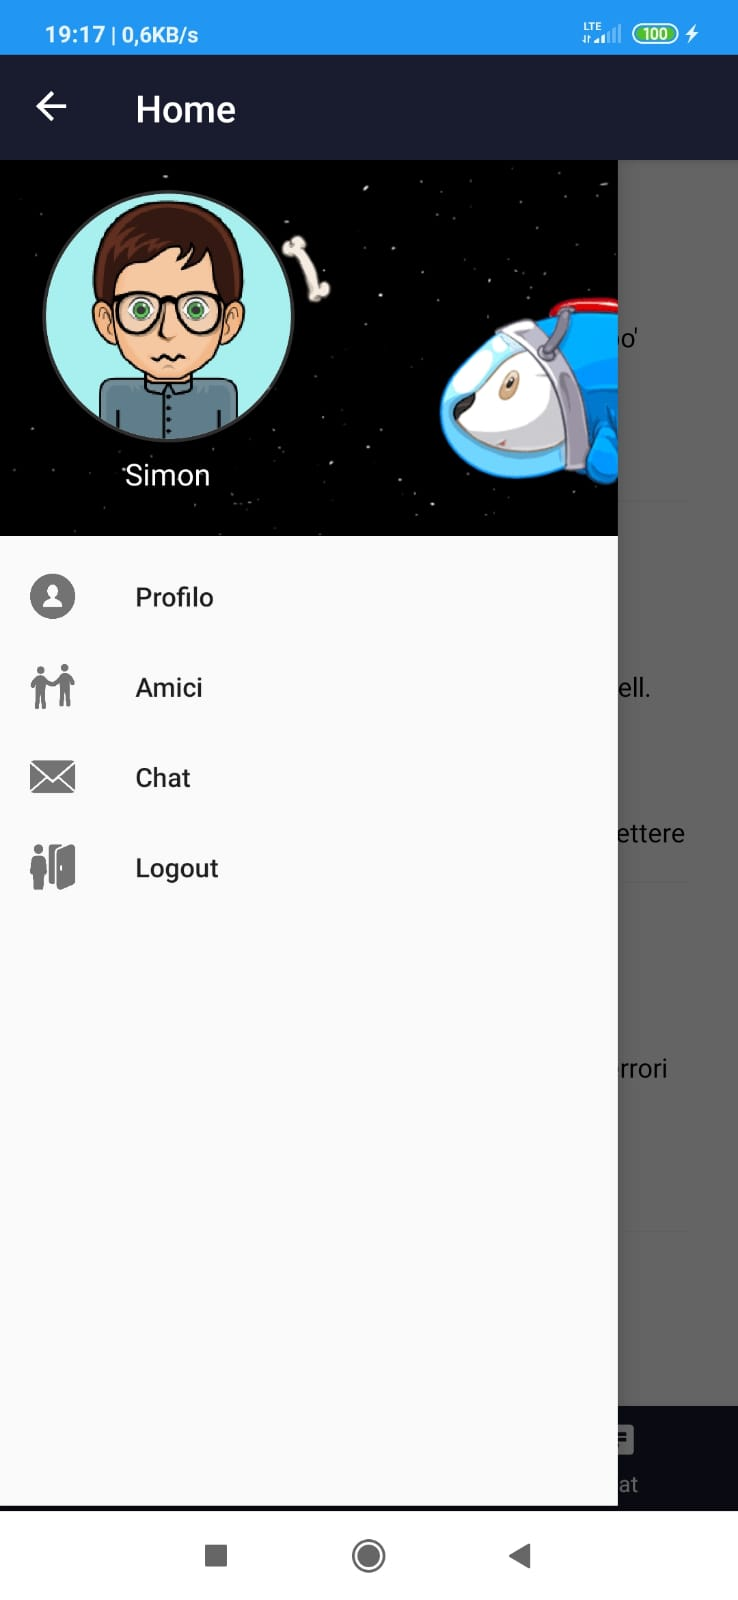 19:17 | 0,6KB/s
LTE
100
Home
o'
Simon
Profilo
Amici
ell.
Chat
ettere
Logout
rrori
at